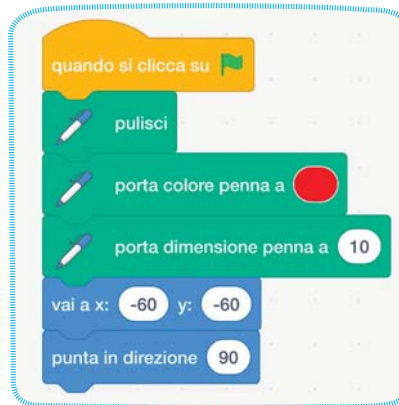 quando si clicca su
pulisci
porta colore penna a
porta dimensione penna a 10
vai a x: -60 y: -60
punta in direzione 90